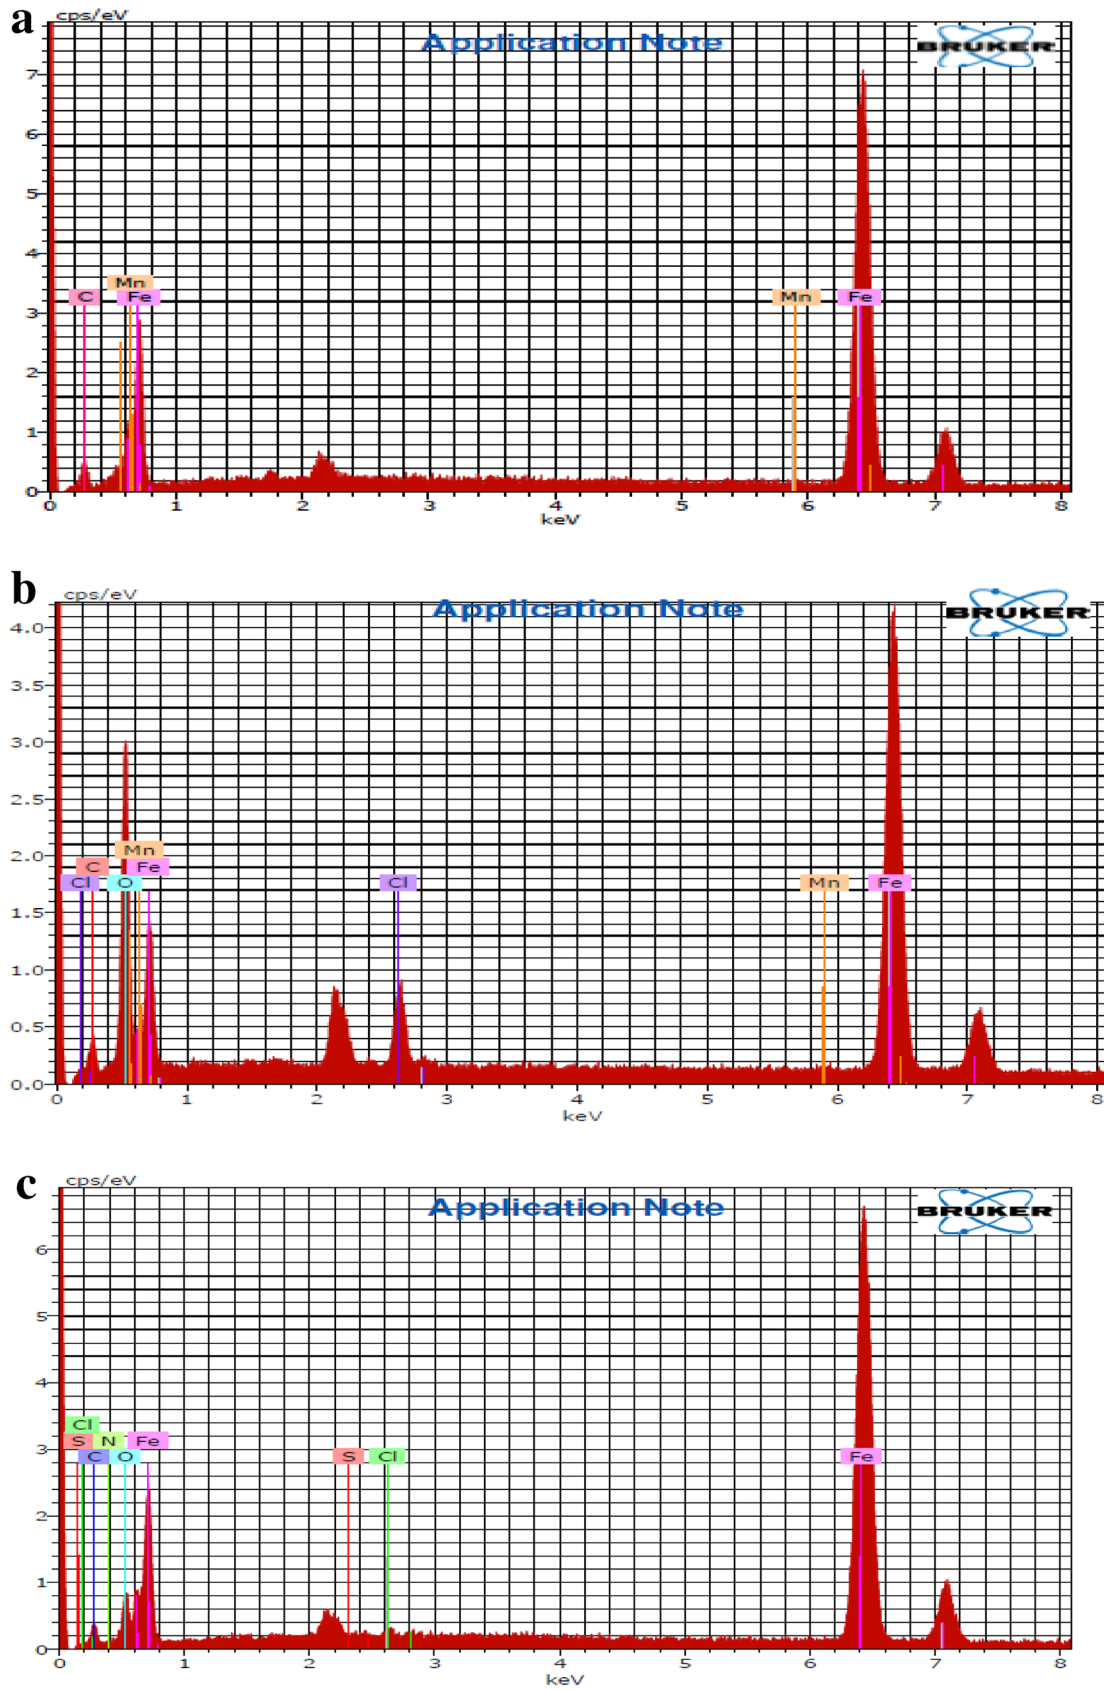 a
cps/eV
Application Note
BRUKER
7
6
5
4
3
2
1
0
Mn
C Fe
Mn Fe
0 1 2 3 4 5 6 7 8
keV
b
cps/eV
Application Note
BRUKER
4.0
3.5
3.0
2.5
2.0
1.5
1.0
0.5
0.0
Mn
C Fe
Cl O Cl Mn Fe
0 1 2 3 4 5 6 7 8
keV
c
cps/eV
Application Note
BRUKER
6
5
4
3
2
1
0
Cl
S N Fe
C O S Cl Fe
0 1 2 3 4 5 6 7 8
keV